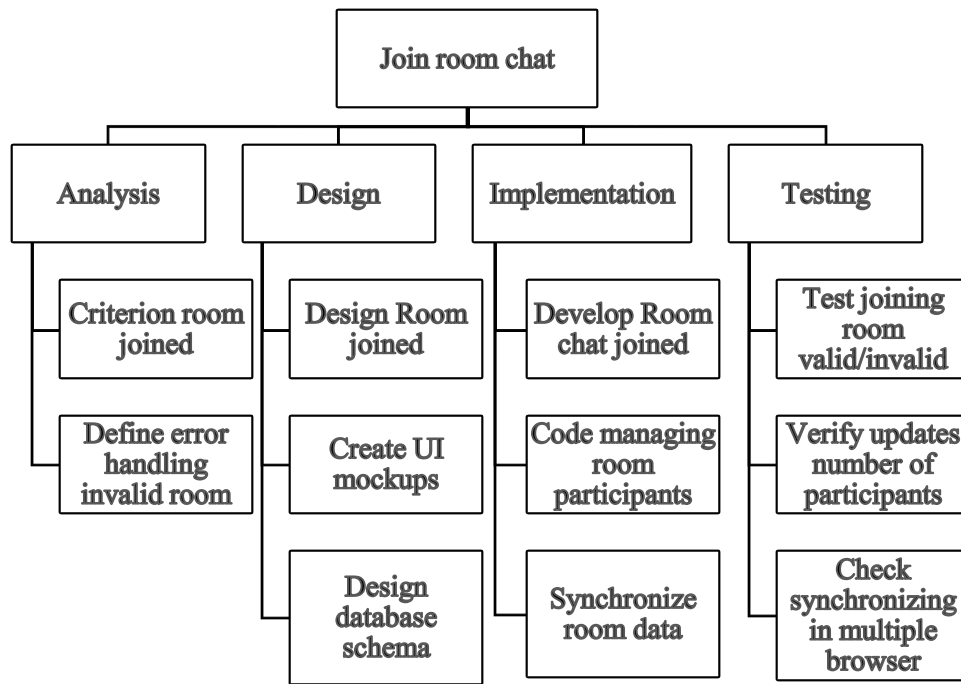 Join room chat
Analysis
Design
Implementation
Testing
Criterion room
joined
Define error
handling
invalid room
Design Room
joined
Create UI
mockups
Design
database
schema
Develop Room
chat joined
Code managing
room
participants
Synchronize
room data
Test joining
room
valid/invalid
Verify updates
number of
participants
Check
synchronizing
in multiple
browser